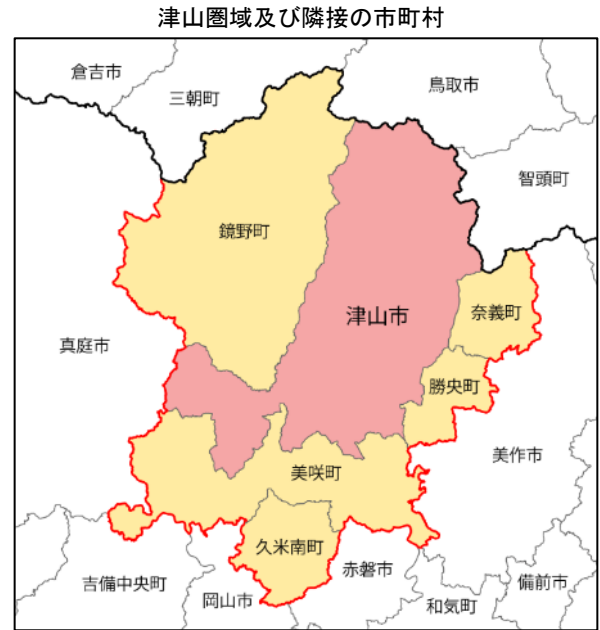 津山圏域及び隣接の市町村
倉吉市
三朝町
鳥取市
智頭町
鏡野町
奈義町
津山市
真庭市
勝央町
美作市
美咲町
久米南町
赤磐市
吉備中央町
備前市
岡山市
和気町